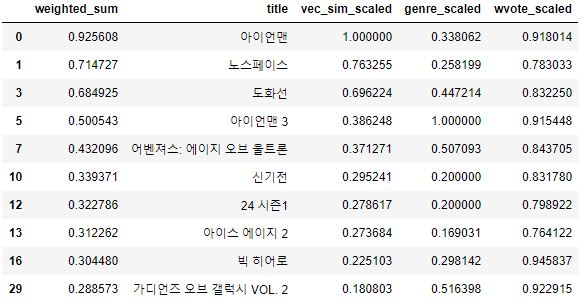 weighted_sum title vec_sim_scaled genre_scaled wvote_scaled
0 0.925608 아이언맨 1.000000 0.338062 0.918014
1 0.714727 노스페이스 0.763255 0.258199 0.783033
3 0.684925 도화선 0.696224 0.447214 0.832250
5 0.500543 아이언맨 3 0.386248 1.000000 0.915448
7 0.432096 어벤져스: 에이지 오브 울트론 0.371271 0.507093 0.843705
10 0.339371 신기전 0.295241 0.200000 0.831780
12 0.322786 24 시즌1 0.278617 0.200000 0.798922
13 0.312262 아이스 에이지 2 0.273684 0.169031 0.764122
16 0.304480 빅 히어로 0.225103 0.298142 0.945837
29 0.288573 가디언즈 오브 갤럭시 VOL. 2 0.180803 0.516398 0.922915